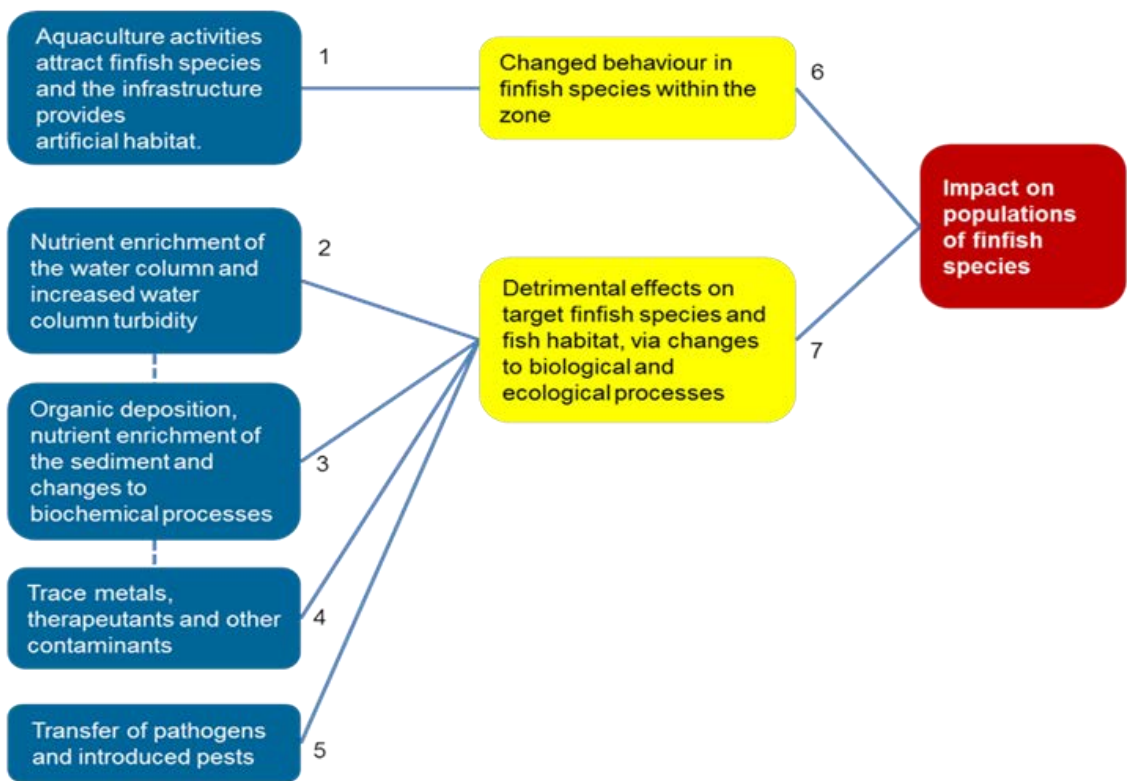 Aquaculture activities
attract finfish species
and the infrastructure
provides
artificial habitat.
1
Changed behaviour in
finfish species within the
zone
6
Impact on
populations
of finfish
species
Nutrient enrichment of
the water column and
increased water
column turbidity
2
Detrimental effects on
target finfish species and
fish habitat, via changes
to biological and
ecological processes
7
Organic deposition,
nutrient enrichment of
the sediment and
changes to
biochemical processes
3
Trace metals,
therapeutants and other
contaminants
4
Transfer of pathogens
and introduced pests
5